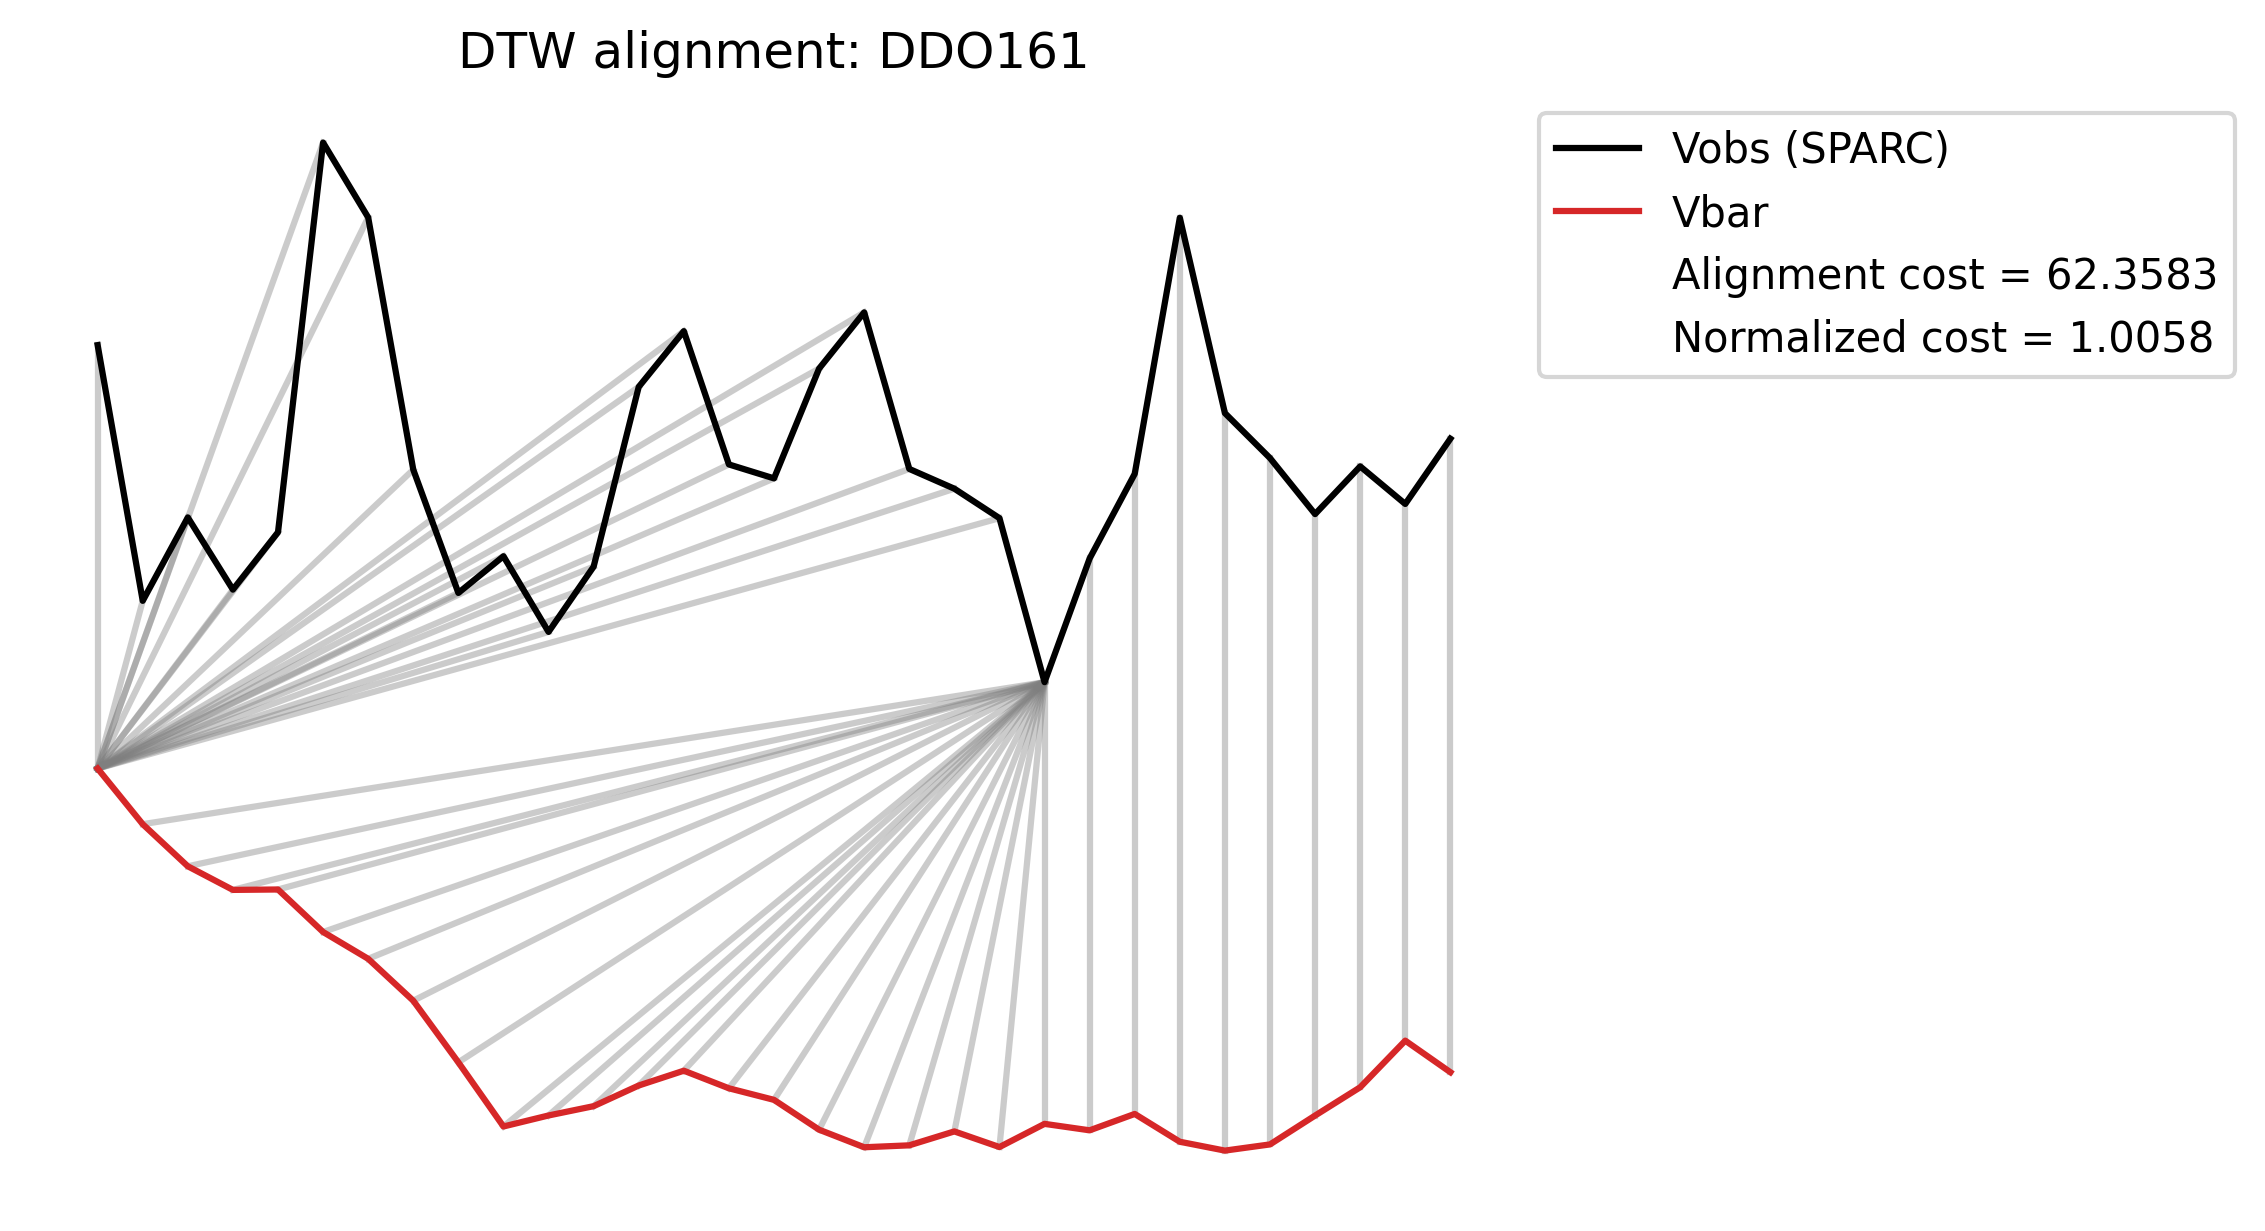 DTW alignment: DDO161
Vobs (SPARC)
Vbar
Alignment cost = 62.3583
Normalized cost = 1.0058